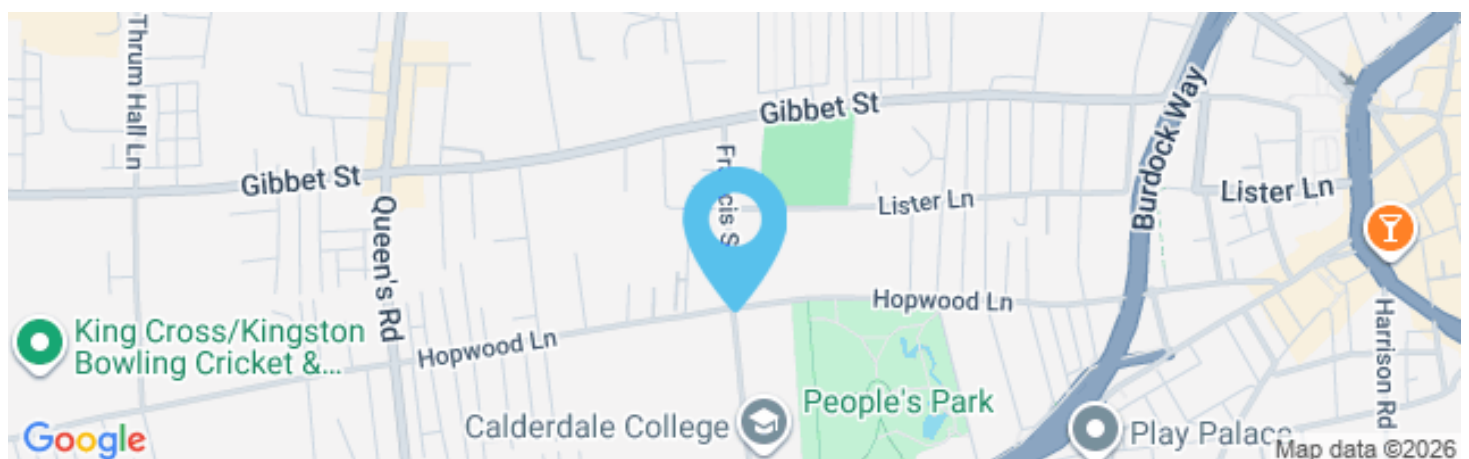 Thrum Hall Ln
Gibbet St
Burdock Way
Gibbet St
Queen's Rd
Lister Ln
Lister Ln
Hopwood Ln
King Cross/Kingston
Bowling Cricket &...
Hopwood Ln
Harrison Rd
People's Park
Calderdale College
Play Palace
Google
Map data ©2026